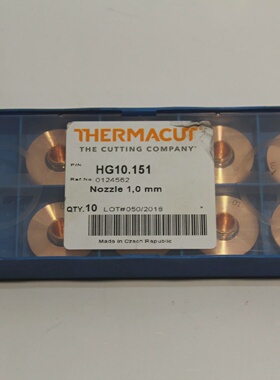 THERMACUT
THE CUTTING COMPANY
P/N: HG10.151
Ref No. 0124562
Nozzle 1,0 mm
QTY. 10 LOT#050/2016
Made in Czech Republic